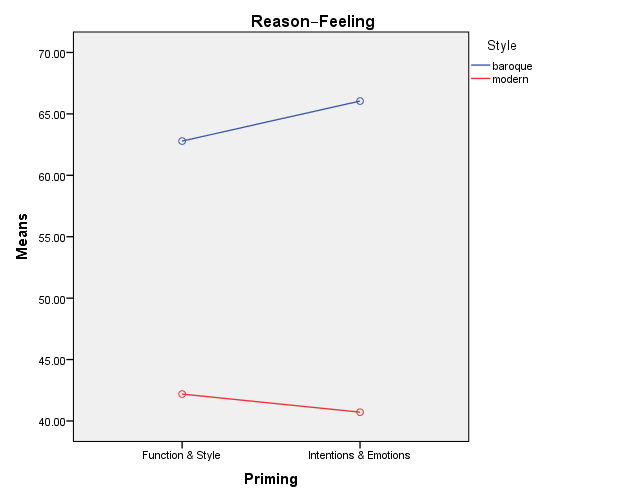 Reason-Feeling
Style
baroque
modern
Means
70.00
65.00
60.00
55.00
50.00
45.00
40.00
Function & Style
Intentions & Emotions
Priming